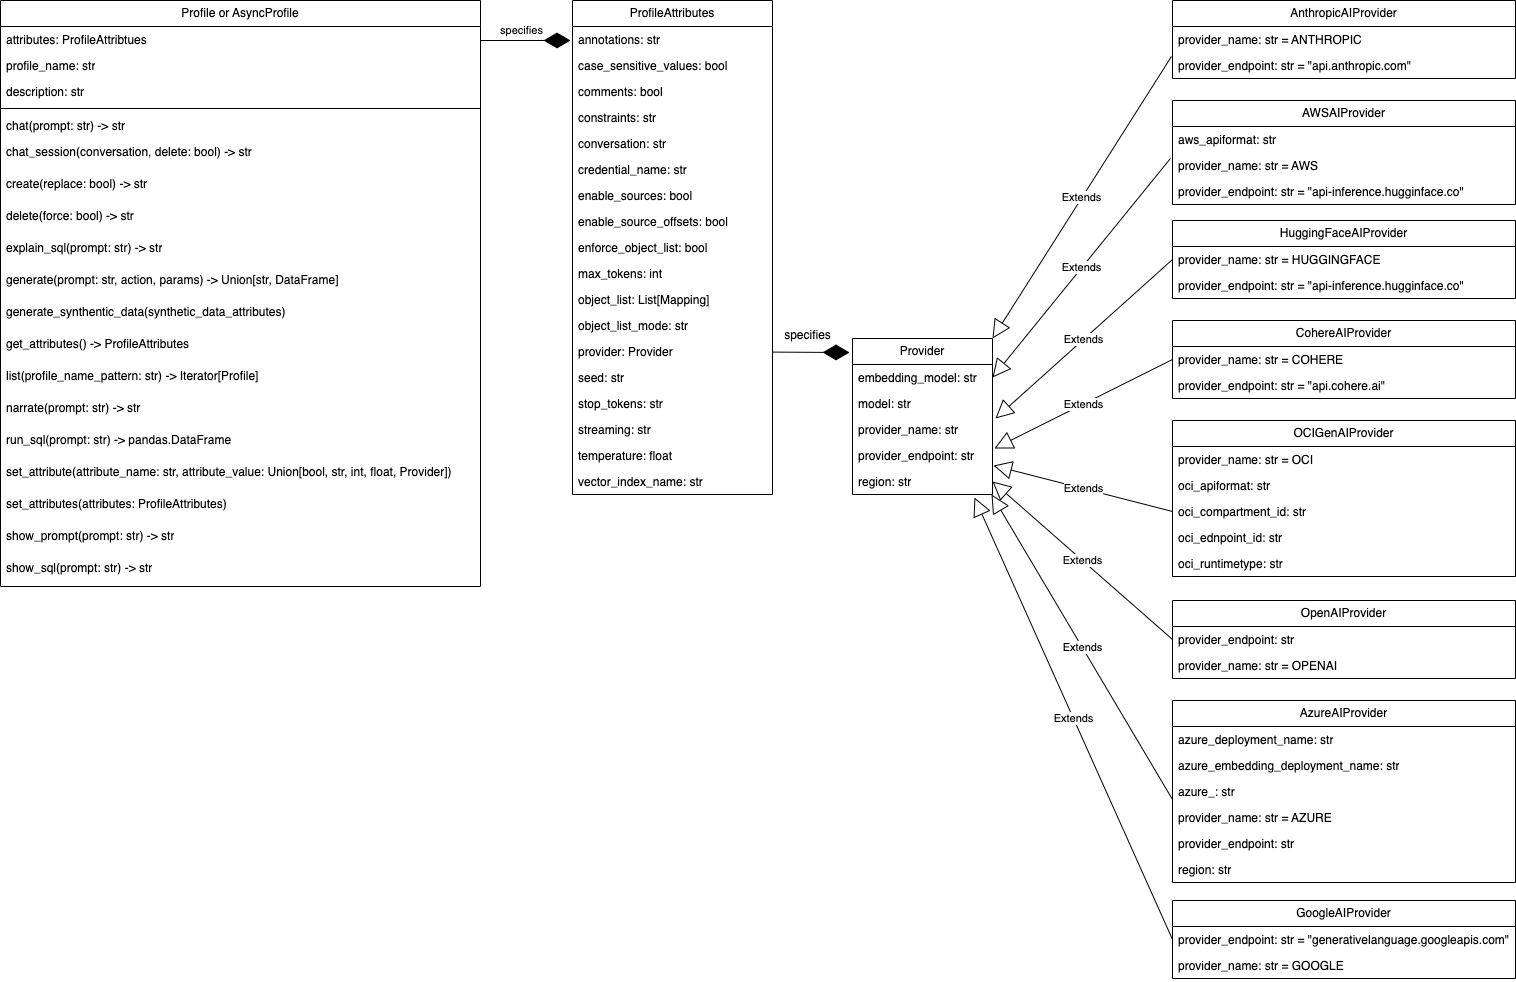 Profile or AsyncProfile
attributes: ProfileAttribtues
profile_name: str
description: str
chat(prompt: str) -> str
chat_session(conversation, delete: bool) -> str
create(replace: bool) -> str
delete(force: bool) -> str
explain_sql(prompt: str) -> str
generate(prompt: str, action, params) -> Union[str, DataFrame]
generate_synthentic_data(synthetic_data_attributes)
get_attributes() -> ProfileAttributes
list(profile_name_pattern: str) -> Iterator[Profile]
narrate(prompt: str) -> str
run_sql(prompt: str) -> pandas.DataFrame
set_attribute(attribute_name: str, attribute_value: Union[bool, str, int, float, Provider])
set_attributes(attributes: ProfileAttributes)
show_prompt(prompt: str) -> str
show_sql(prompt: str) -> str
specifies
ProfileAttributes
annotations: str
case_sensitive_values: bool
comments: bool
constraints: str
conversation: str
credential_name: str
enable_sources: bool
enable_source_offsets: bool
enforce_object_list: bool
max_tokens: int
object_list: List[Mapping]
object_list_mode: str
provider: Provider
seed: str
stop_tokens: str
streaming: str
temperature: float
vector_index_name: str
specifies
Provider
embedding_model: str
model: str
provider_name: str
provider_endpoint: str
region: str
Extends
Extends
Extends
Extends
Extends
Extends
Extends
Extends
AnthropicAIProvider
provider_name: str = ANTHROPIC
provider_endpoint: str = "api.anthropic.com"
AWSAIProvider
aws_apiformat: str
provider_name: str = AWS
provider_endpoint: str = "api-inference.hugginface.co"
HuggingFaceAIProvider
provider_name: str = HUGGINGFACE
provider_endpoint: str = "api-inference.hugginface.co"
CohereAIProvider
provider_name: str = COHERE
provider_endpoint: str = "api.cohere.ai"
OCIGenAIProvider
provider_name: str = OCI
oci_apiformat: str
oci_compartment_id: str
oci_ednpoint_id: str
oci_runtimetype: str
OpenAIProvider
provider_endpoint: str
provider_name: str = OPENAI
AzureAIProvider
azure_deployment_name: str
azure_embedding_deployment_name: str
azure_: str
provider_name: str = AZURE
provider_endpoint: str
region: str
GoogleAIProvider
provider_endpoint: str = "generativelanguage.googleapis.com"
provider_name: str = GOOGLE